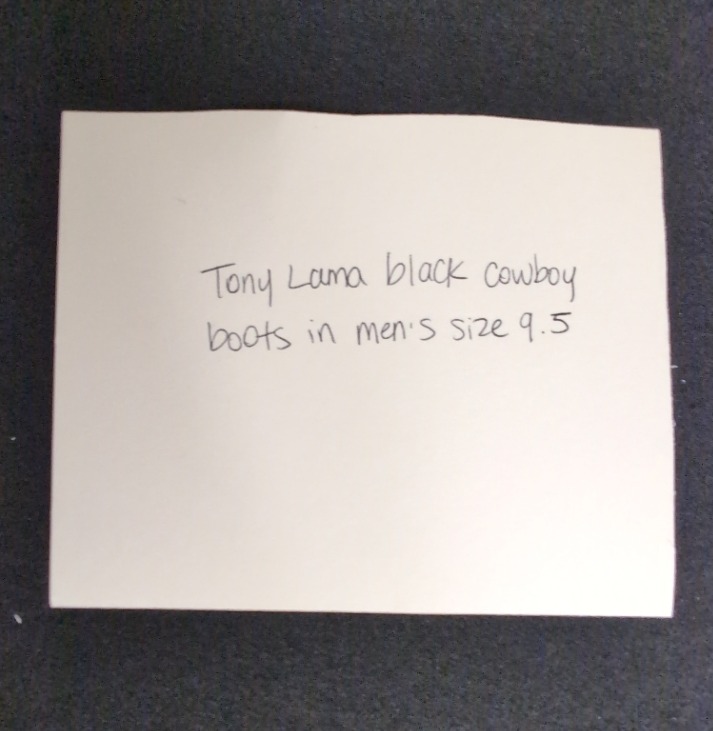 Tony Lama black cowboy
boots in men's size 9.5